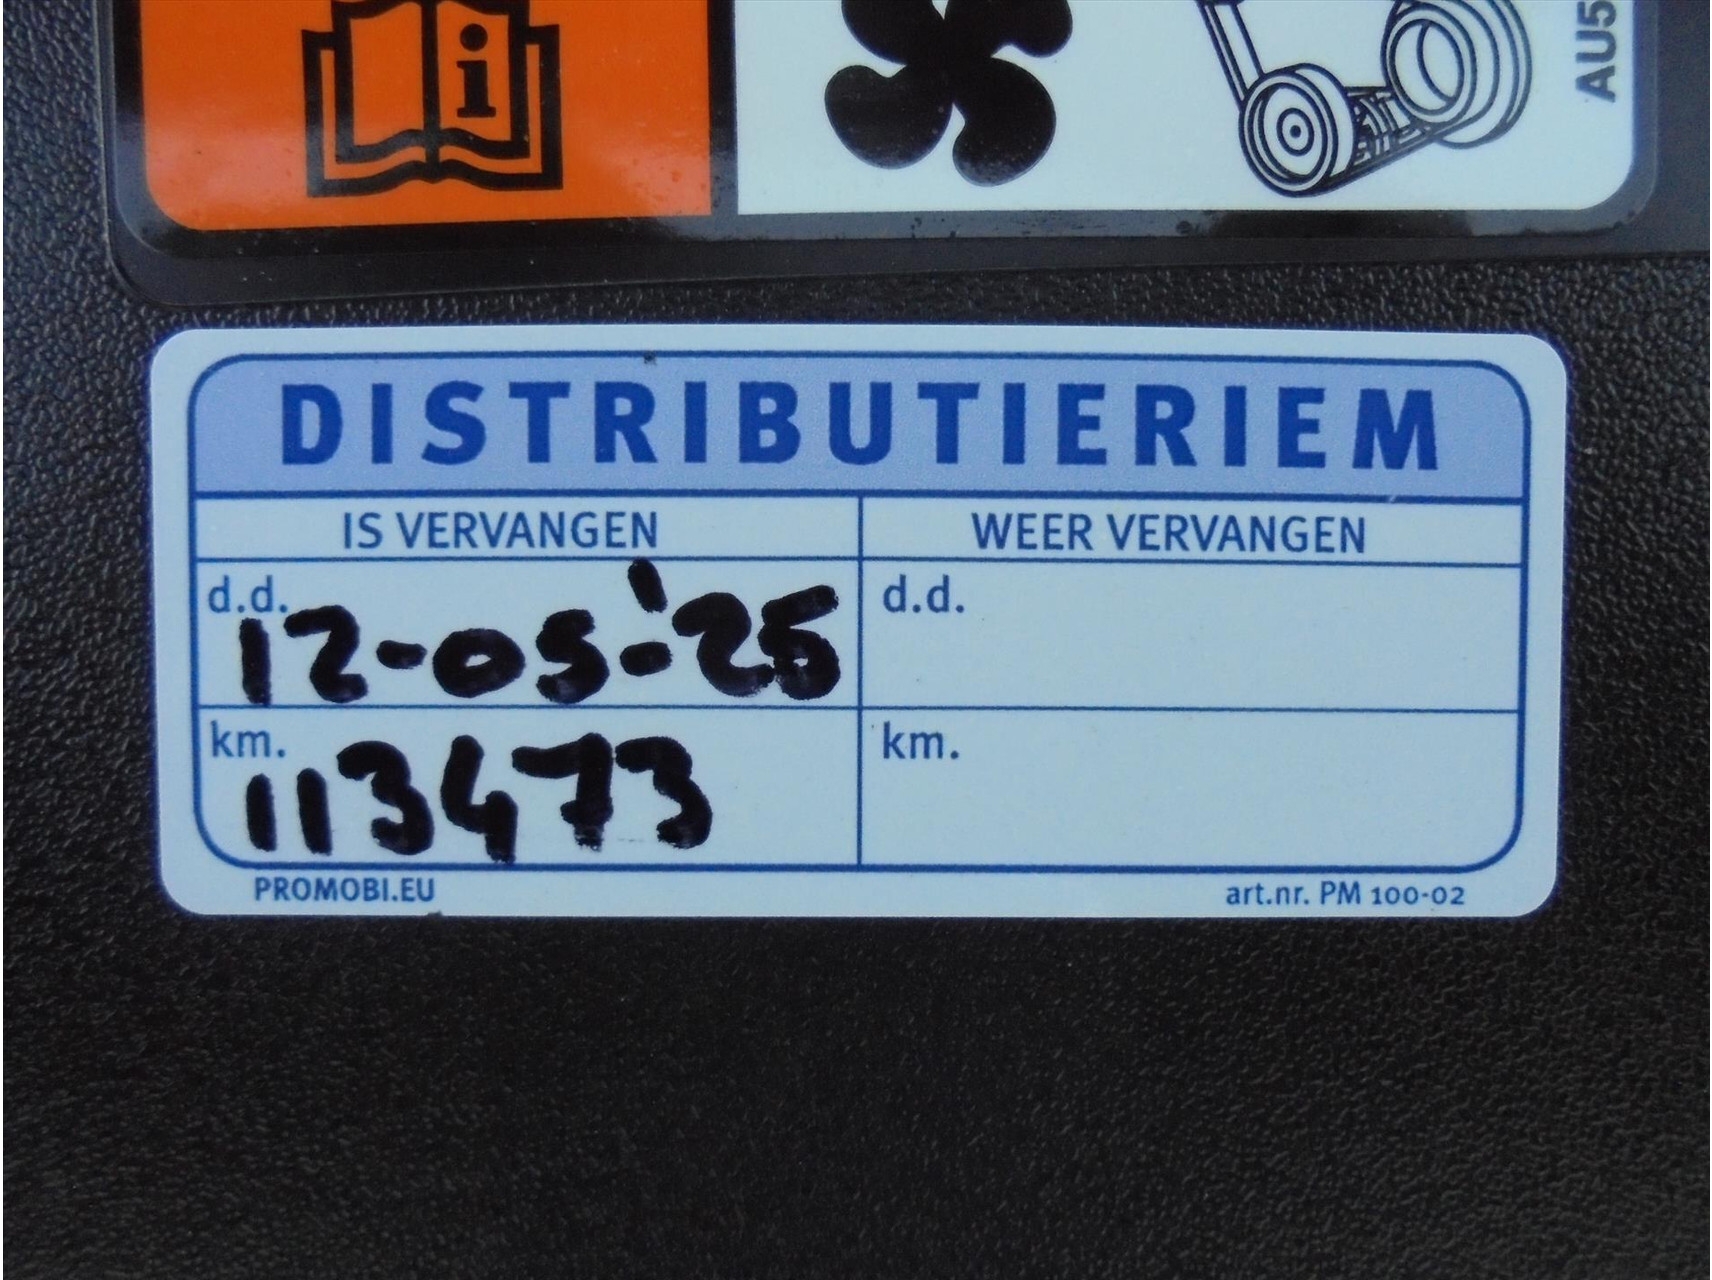 i
AU5
DISTRIBUTIERIEM
IS VERVANGEN
WEER VERVANGEN
d.d. 12-05-'25
d.d.
km. 113473
km.
PROMOBI.EU
art.nr. PM 100-02